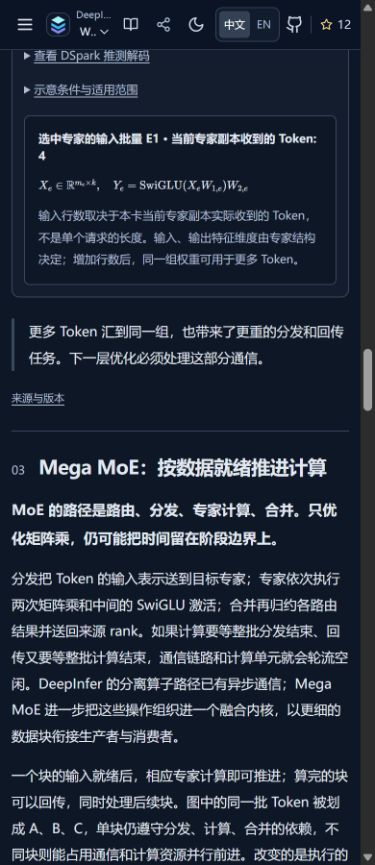 DeepI...
W...
中文 EN
12
▶ 查看 DSpark 推测解码
▶ 示意条件与适用范围
选中专家的输入批量 E1 · 当前专家副本收到的 Token:
4
Xₑ ∈ ℝ^{mₑ×k}, Yₑ = SwiGLU(XₑW₁,ₑ)W₂,ₑ
输入行数取决于本卡当前专家副本实际收到的 Token，
不是单个请求的长度。输入、输出特征维度由专家结构
决定；增加行数后，同一组权重可用于更多 Token。
更多 Token 汇到同一组，也带来了更重的分发和回传
任务。下一层优化必须处理这部分通信。
来源与版本
03 Mega MoE：按数据就绪推进计算
MoE 的路径是路由、分发、专家计算、合并。只优
化矩阵乘，仍可能把时间留在阶段边界上。
分发把 Token 的输入表示送到目标专家；专家依次执行
两次矩阵乘和中间的 SwiGLU 激活；合并再归约各路由
结果并送回来源 rank。如果计算要等整批分发结束、回
传又要等整批计算结束，通信链路和计算单元就会轮流空
闲。DeepInfer 的分离算子路径已有异步通信；Mega
MoE 进一步把这些操作组织进一个融合内核，以更细的
数据块衔接生产者与消费者。
一个块的输入就绪后，相应专家计算即可推进；算完的块
可以回传，同时处理后续块。图中的同一批 Token 被划
成 A、B、C，单块仍遵守分发、计算、合并的依赖，不
同块则能占用通信和计算资源并行前进。改变的是执行的